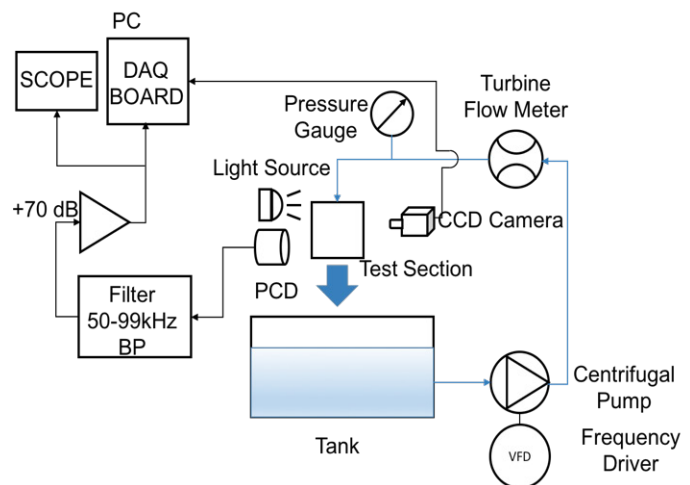 PC
SCOPE
DAQ
BOARD
Turbine
Flow Meter
Pressure
Gauge
Light Source
+70 dB
CCD Camera
Test Section
PCD
Filter
50-99kHz
BP
Centrifugal
Pump
Tank
VFD
Frequency
Driver